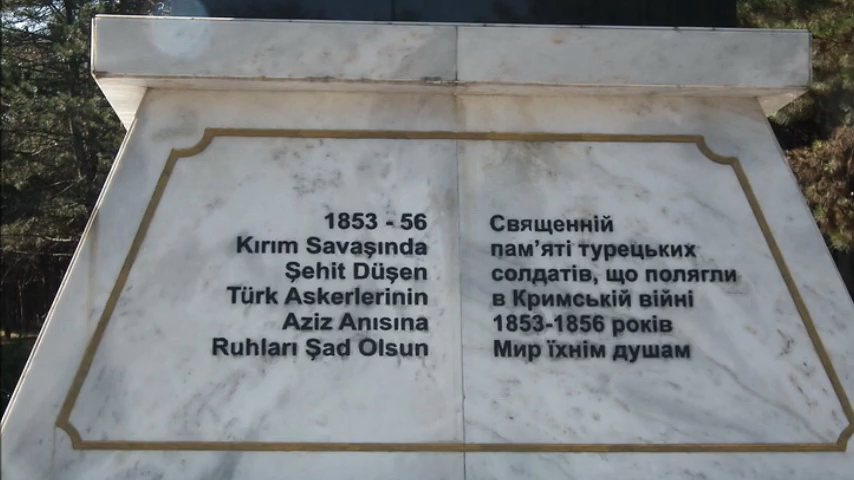 1853 - 56
Kırım Savaşında
Şehit Düşen
Türk Askerlerinin
Aziz Anısına
Ruhları Şad Olsun
Священній
пам’яті турецьких
солдатів, що полягли
в Кримській війні
1853-1856 років
Мир їхнім душам